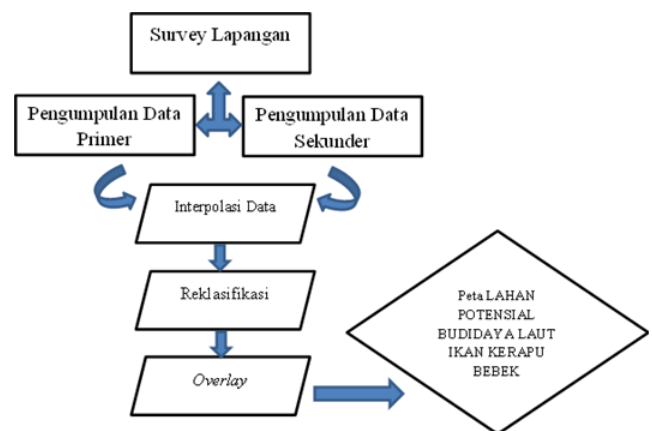 Survey Lapangan
Pengumpulan Data
Primer
Pengumpulan Data
Sekunder
Interpolasi Data
Reklasifikasi
Overlay
Peta LAHAN
POTENSIAL
BUDIDAYA LAUT
IKAN KERAPU
BEBEK